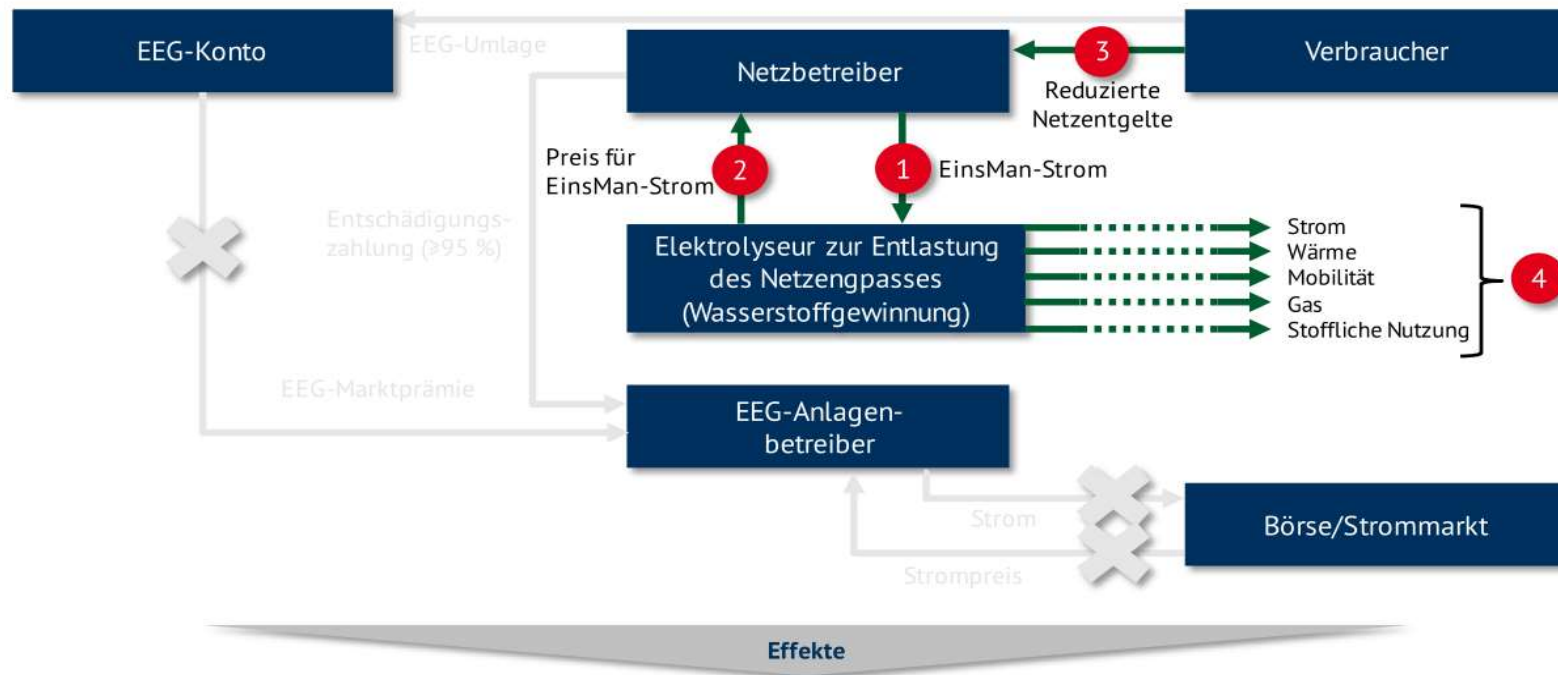 EEG-Konto
EEG-Umlage
Netzbetreiber
3
Verbraucher
Reduzierte
Netzentgelte
Preis für
EinsMan-Strom
2
1
EinsMan-Strom
Entschädigungs-
zahlung (≥95 %)
Elektrolyseur zur Entlastung
des Netzengpasses
(Wasserstoffgewinnung)
Strom
Wärme
Mobilität
Gas
Stoffliche Nutzung
4
EEG-Marktprämie
EEG-Anlagen-
betreiber
Strom
Strompreis
Börse/Strommarkt
Effekte